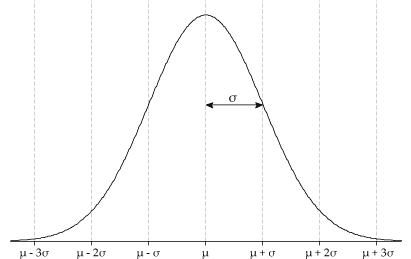 σ
μ - 3σ μ - 2σ μ - σ μ μ + σ μ + 2σ μ + 3σ